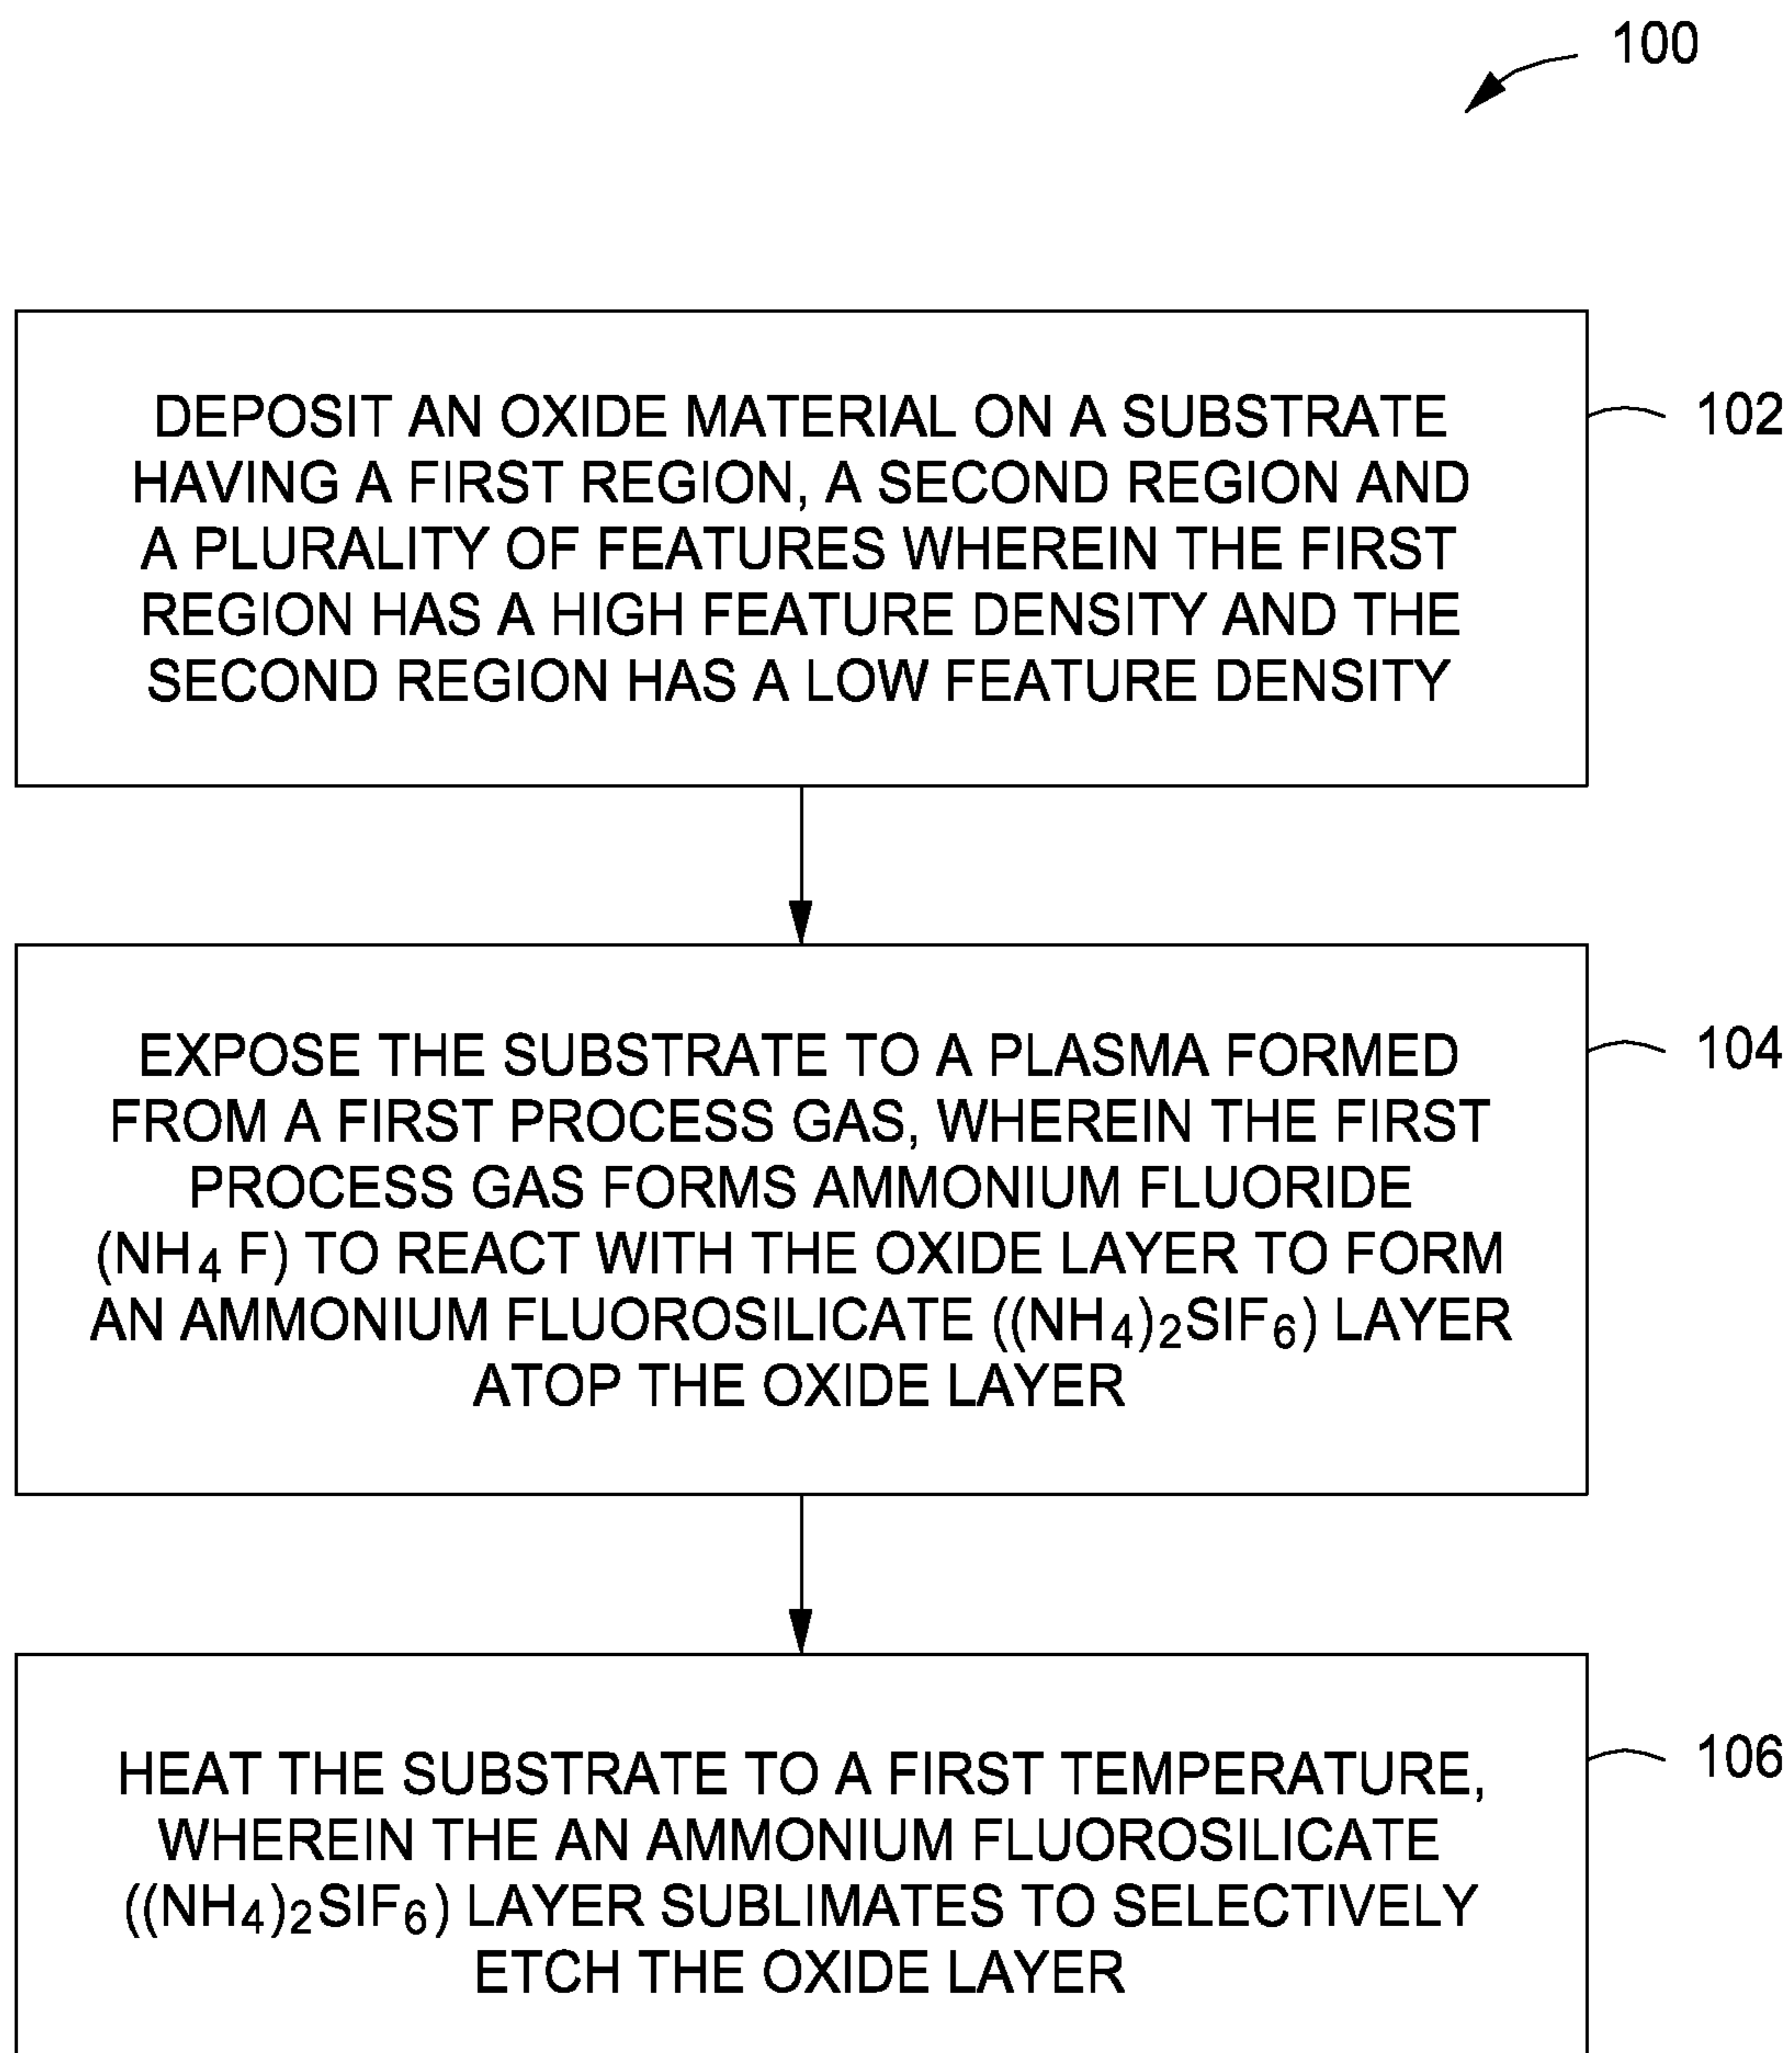 100
DEPOSIT AN OXIDE MATERIAL ON A SUBSTRATE
HAVING A FIRST REGION, A SECOND REGION AND
A PLURALITY OF FEATURES WHEREIN THE FIRST
REGION HAS A HIGH FEATURE DENSITY AND THE
SECOND REGION HAS A LOW FEATURE DENSITY
102
EXPOSE THE SUBSTRATE TO A PLASMA FORMED
FROM A FIRST PROCESS GAS, WHEREIN THE FIRST
PROCESS GAS FORMS AMMONIUM FLUORIDE
(NH₄ F) TO REACT WITH THE OXIDE LAYER TO FORM
AN AMMONIUM FLUOROSILICATE ((NH₄)₂SIF₆) LAYER
ATOP THE OXIDE LAYER
104
HEAT THE SUBSTRATE TO A FIRST TEMPERATURE,
WHEREIN THE AN AMMONIUM FLUOROSILICATE
((NH₄)₂SIF₆) LAYER SUBLIMATES TO SELECTIVELY
ETCH THE OXIDE LAYER
106